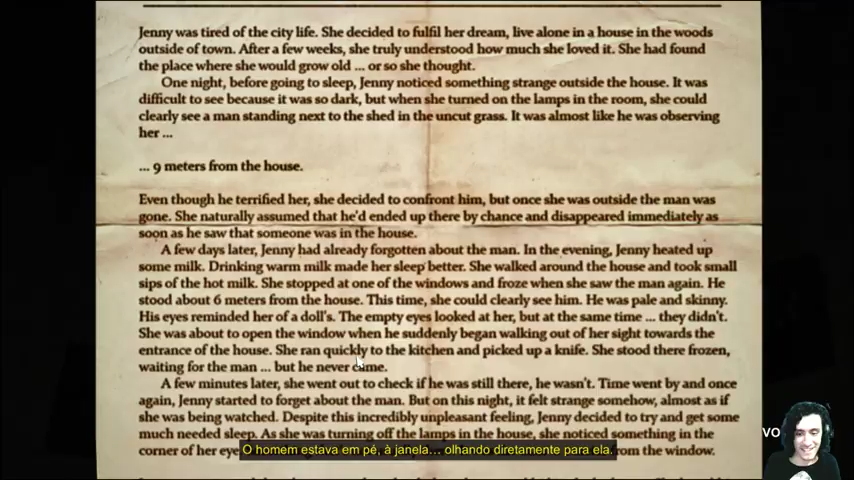 Jenny was tired of the city life. She decided to fulfil her dream, live alone in a house in the woods
outside of town. After a few weeks, she truly understood how much she loved it. She had found
the place where she would grow old ... or so she thought.
One night, before going to sleep, Jenny noticed something strange outside the house. It was
difficult to see because it was so dark, but when she turned on the lamps in the room, she could
clearly see a man standing next to the shed in the uncut grass. It was almost like he was observing
her ...
... 9 meters from the house.
Even though he terrified her, she decided to confront him, but once she was outside the man was
gone. She naturally assumed that he'd ended up there by chance and disappeared immediately as
soon as he saw that someone was in the house.
A few days later, Jenny had already forgotten about the man. In the evening, Jenny heated up
some milk. Drinking warm milk made her sleep better. She walked around the house and took small
sips of the hot milk. She stopped at one of the windows and froze when she saw the man again. He
stood about 6 meters from the house. This time, she could clearly see him. He was pale and skinny.
His eyes reminded her of a doll's. The empty eyes looked at her, but at the same time ... they didn't.
She was about to open the window when he suddenly began walking out of her sight towards the
entrance of the house. She ran quickly to the kitchen and picked up a knife. She stood there frozen,
waiting for the man ... but he never came.
A few minutes later, she went out to check if he was still there, he wasn't. Time went by and once
again, Jenny started to forget about the man. But on this night, it felt strange somehow, almost as if
she was being watched. Despite this incredibly unpleasant feeling, Jenny decided to try and get some
much needed sleep. As she was turning off the lamps in the house, she noticed something in the
corner of her eye from the window.
O homem estava em pé, à janela... olhando diretamente para ela.
VO